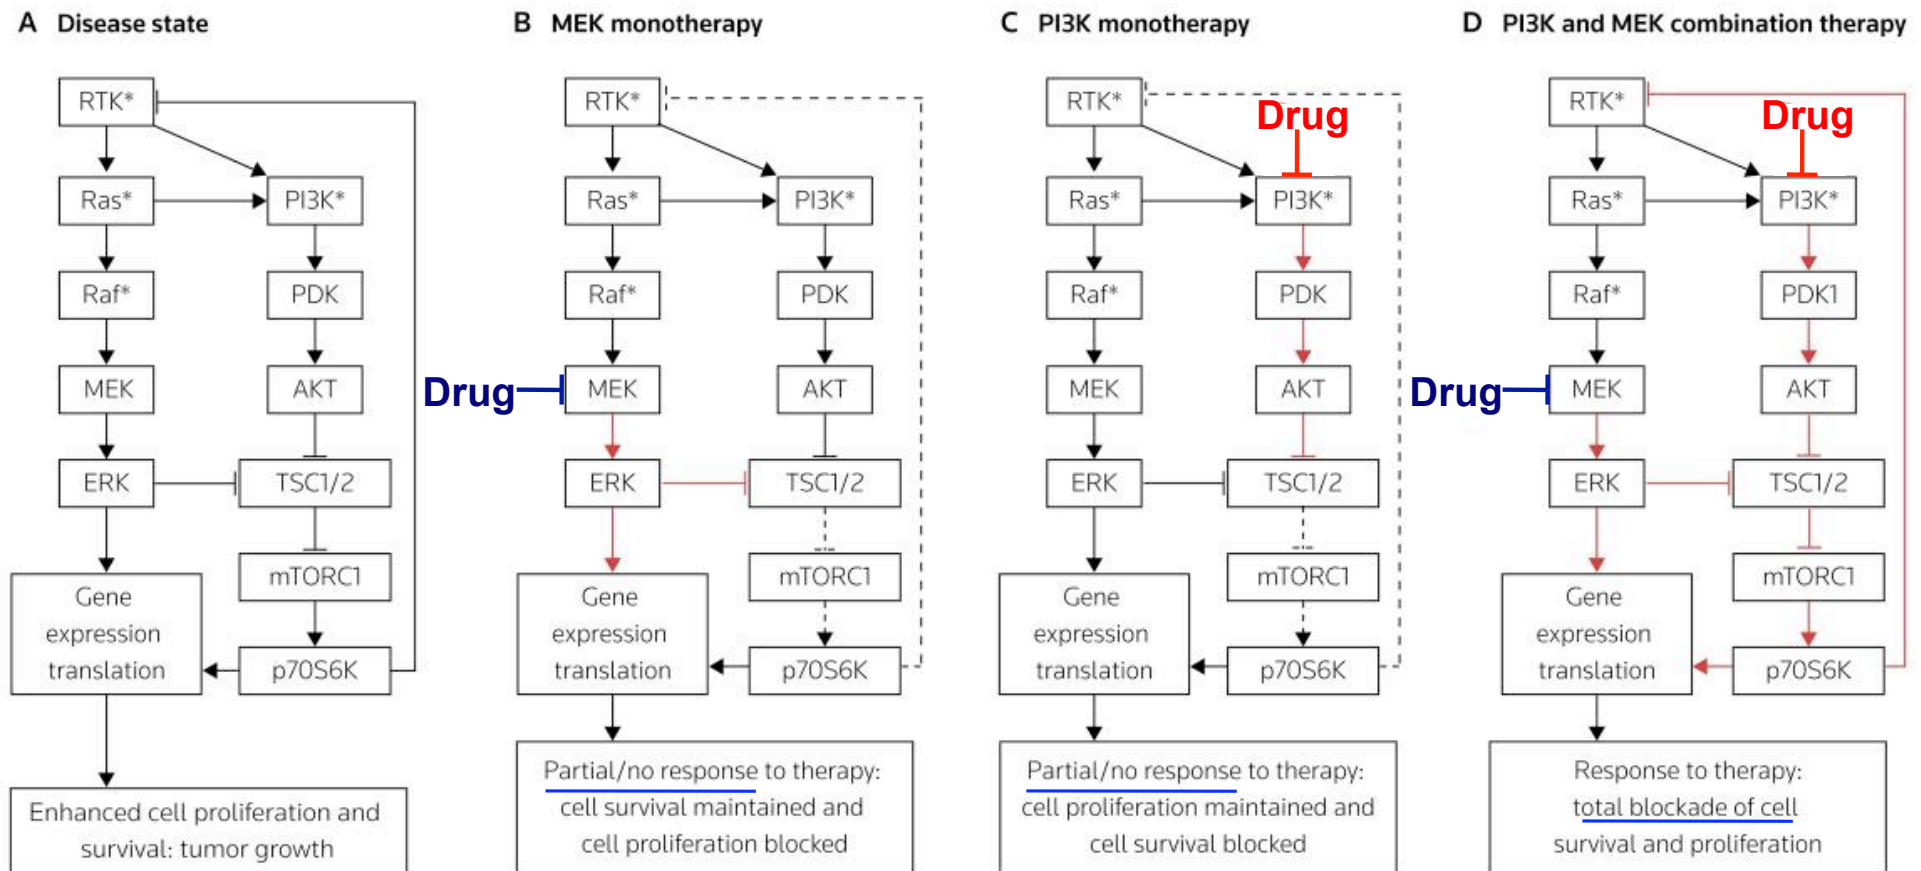 A Disease state
RTK*
Ras*
PI3K*
Raf*
PDK
MEK
AKT
ERK
TSC1/2
mTORC1
Gene
expression
translation
p70S6K
Enhanced cell proliferation and
survival: tumor growth
B MEK monotherapy
RTK*
Ras*
PI3K*
Raf*
PDK
Drug
MEK
AKT
ERK
TSC1/2
mTORC1
Gene
expression
translation
p70S6K
Partial/no response to therapy:
cell survival maintained and
cell proliferation blocked
C PI3K monotherapy
RTK*
Drug
Ras*
PI3K*
Raf*
PDK
MEK
AKT
ERK
TSC1/2
mTORC1
Gene
expression
translation
p70S6K
Partial/no response to therapy:
cell proliferation maintained and
cell survival blocked
D PI3K and MEK combination therapy
RTK*
Drug
Ras*
PI3K*
Raf*
PDK1
Drug
MEK
AKT
ERK
TSC1/2
mTORC1
Gene
expression
translation
p70S6K
Response to therapy:
total blockade of cell
survival and proliferation